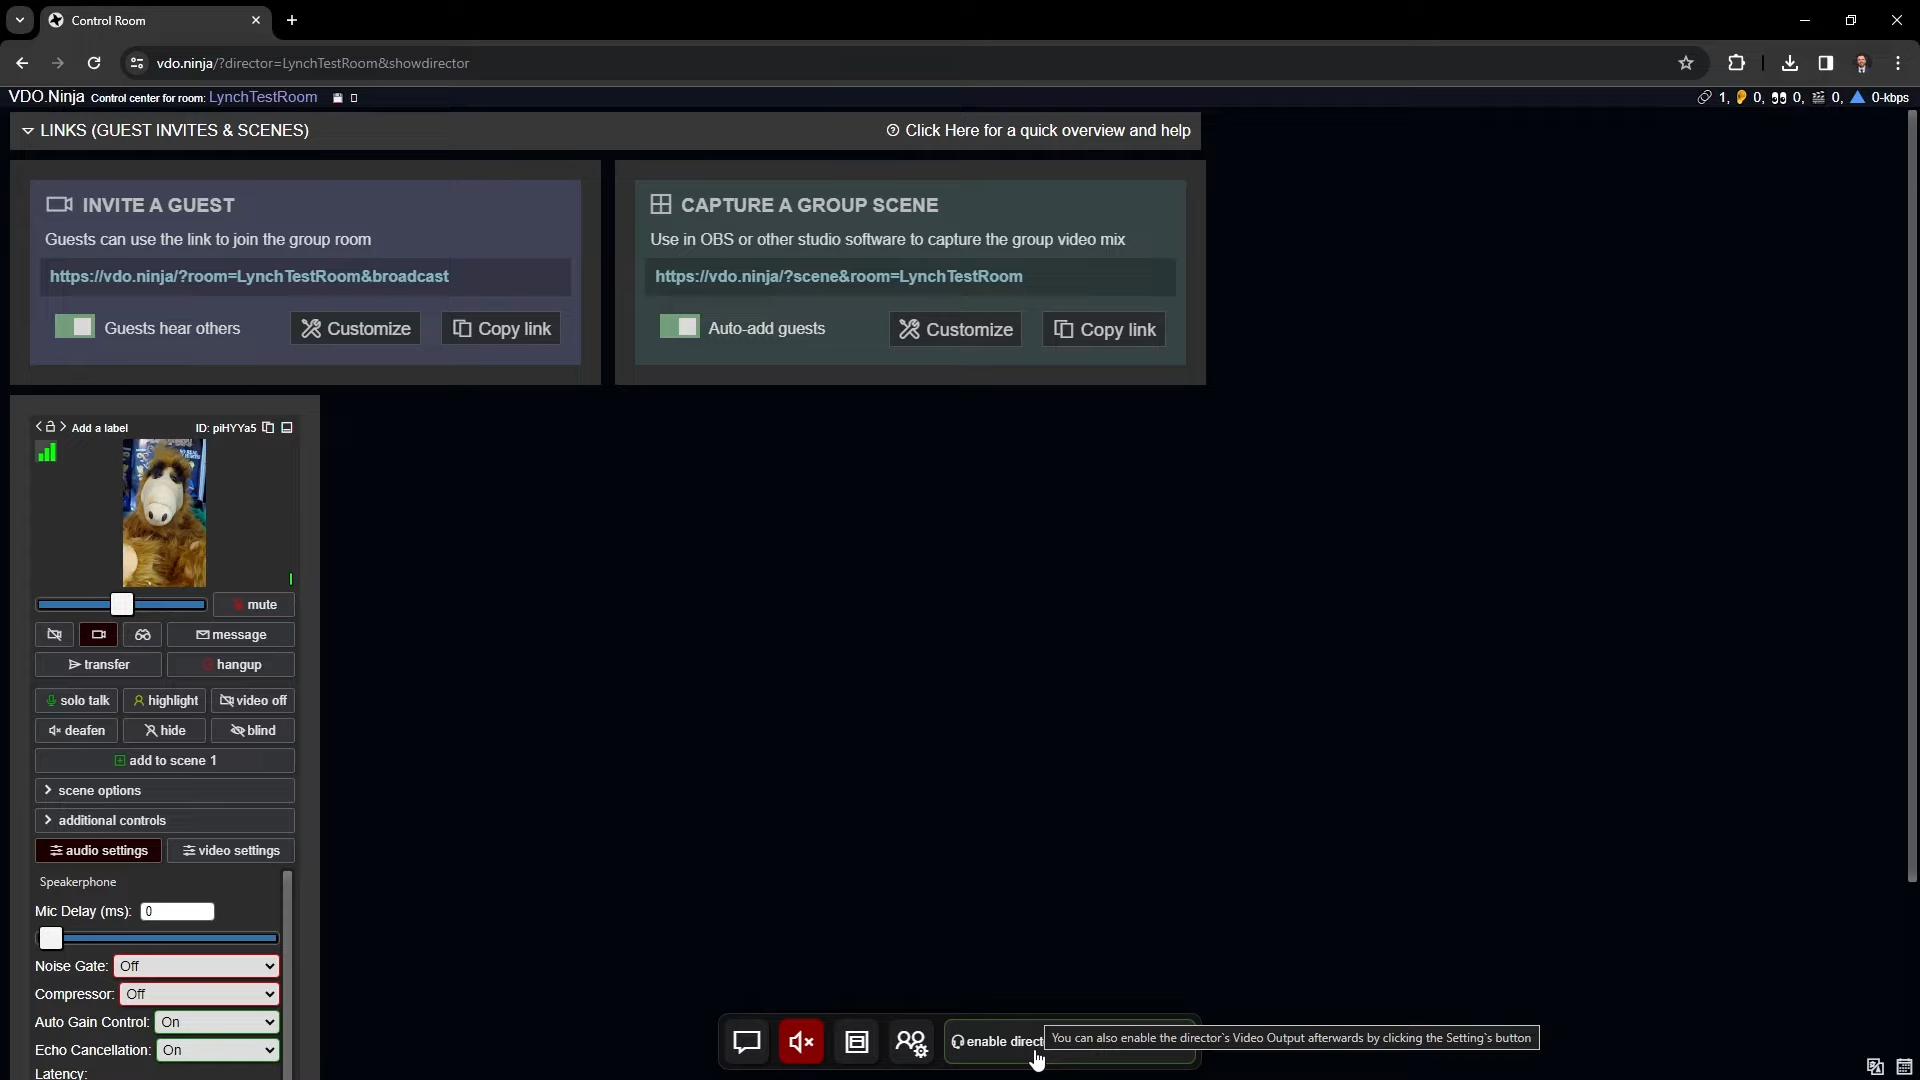 Control Room
vdo.ninja/?director=LynchTestRoom&showdirector
VDO.Ninja Control center for room: LynchTestRoom
1, 0, 0, 0, 0-kbps
LINKS (GUEST INVITES & SCENES)
Click Here for a quick overview and help
INVITE A GUEST
Guests can use the link to join the group room
https://vdo.ninja/?room=LynchTestRoom&broadcast
Guests hear others
Customize
Copy link
CAPTURE A GROUP SCENE
Use in OBS or other studio software to capture the group video mix
https://vdo.ninja/?scene&room=LynchTestRoom
Auto-add guests
Customize
Copy link
Add a label
ID: piHYYa5
mute
message
transfer
hangup
solo talk
highlight
video off
deafen
hide
blind
add to scene 1
scene options
additional controls
audio settings
video settings
Speakerphone
Mic Delay (ms): 0
Noise Gate: Off
Compressor: Off
Auto Gain Control: On
Echo Cancellation: On
Latency:
enable direct
You can also enable the director`s Video Output afterwards by clicking the Setting`s button